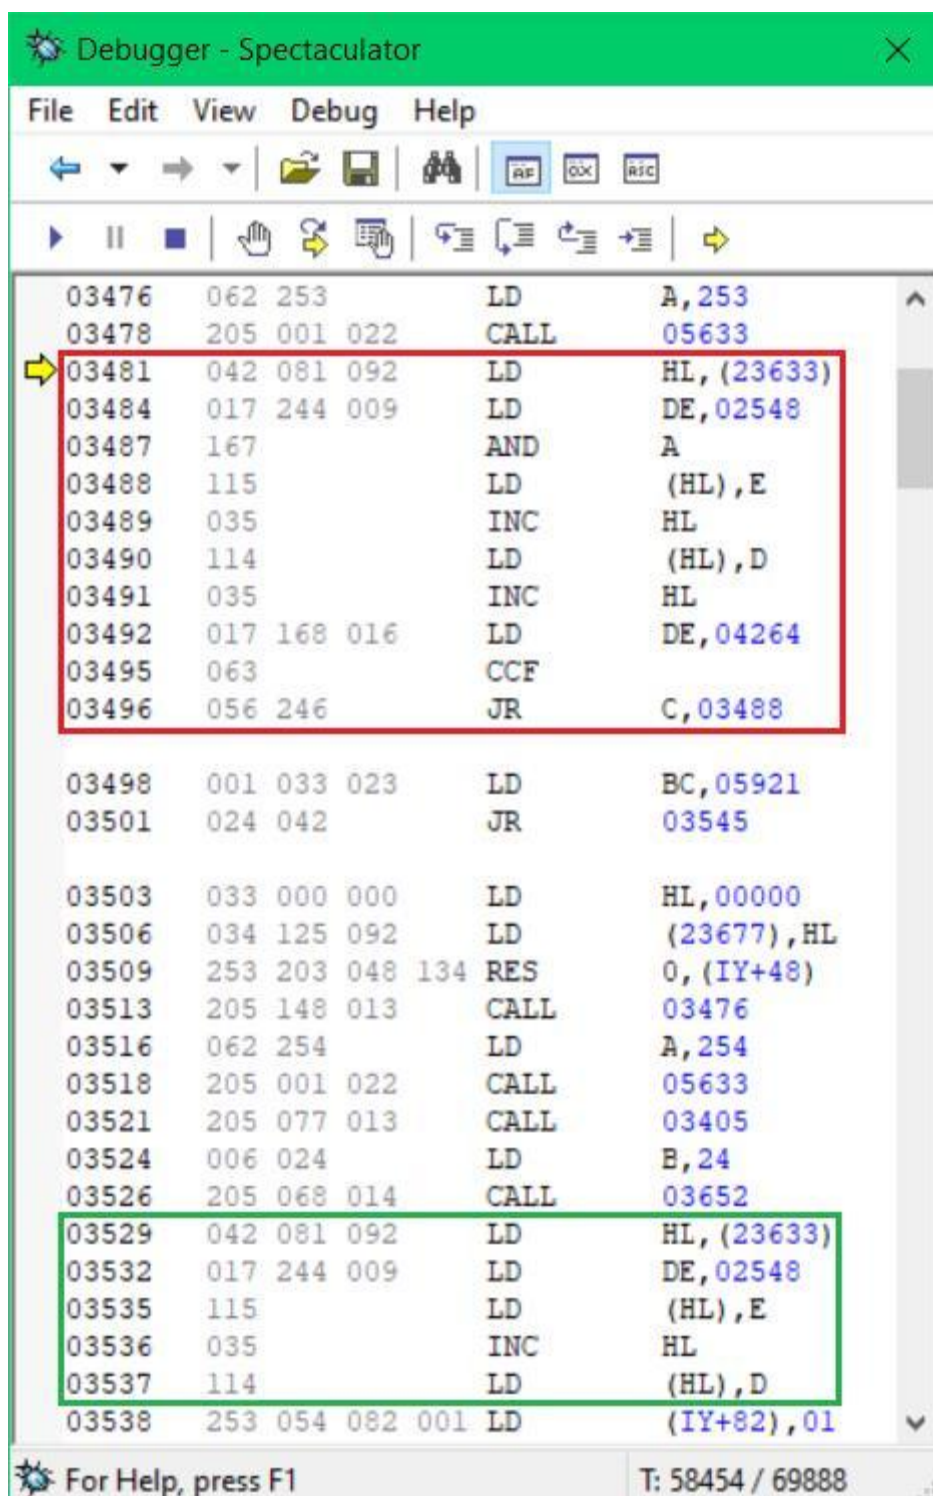 Debugger - Spectaculator
File Edit View Debug Help
AF 0X ASC
03476 062 253 LD A,253
03478 205 001 022 CALL 05633
03481 042 081 092 LD HL,(23633)
03484 017 244 009 LD DE,02548
03487 167 AND A
03488 115 LD (HL),E
03489 035 INC HL
03490 114 LD (HL),D
03491 035 INC HL
03492 017 168 016 LD DE,04264
03495 063 CCF
03496 056 246 JR C,03488
03498 001 033 023 LD BC,05921
03501 024 042 JR 03545
03503 033 000 000 LD HL,00000
03506 034 125 092 LD (23677),HL
03509 253 203 048 134 RES 0,(IY+48)
03513 205 148 013 CALL 03476
03516 062 254 LD A,254
03518 205 001 022 CALL 05633
03521 205 077 013 CALL 03405
03524 006 024 LD B,24
03526 205 068 014 CALL 03652
03529 042 081 092 LD HL,(23633)
03532 017 244 009 LD DE,02548
03535 115 LD (HL),E
03536 035 INC HL
03537 114 LD (HL),D
03538 253 054 082 001 LD (IY+82),01
For Help, press F1 T: 58454 / 69888